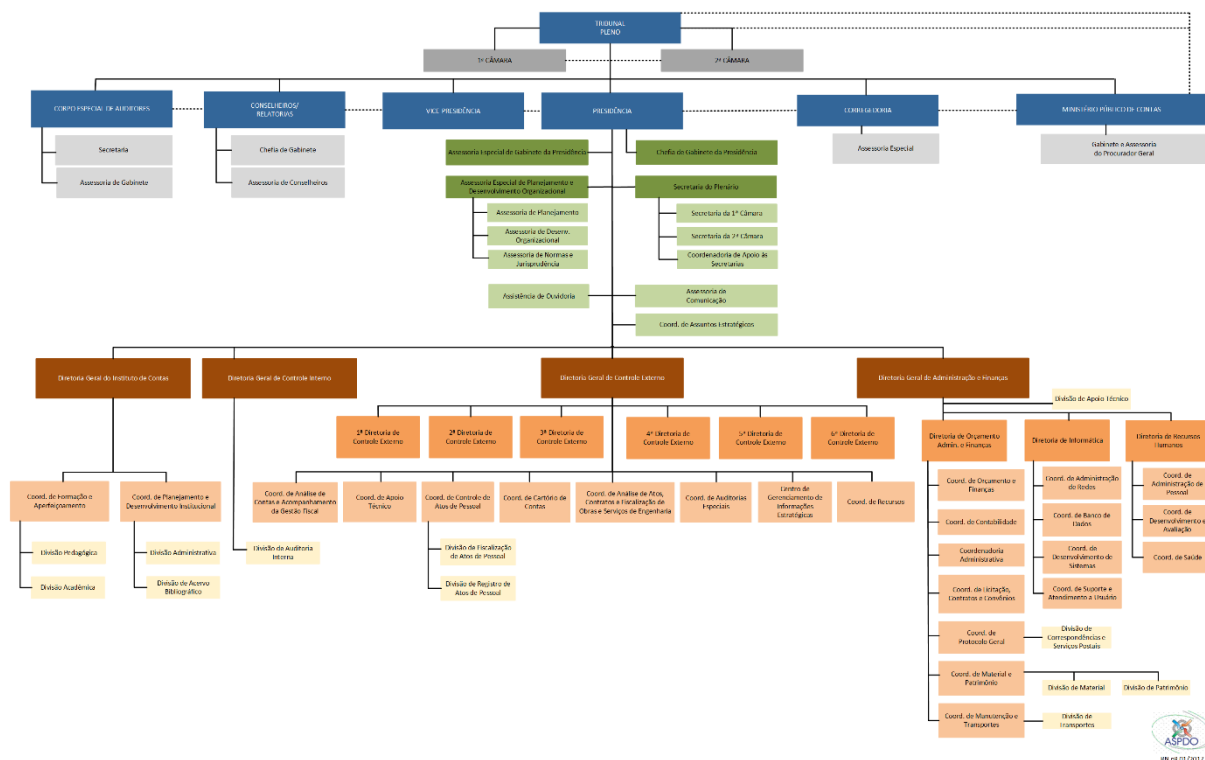 TRIBUNAL
PLENO
1ª CÂMARA
2ª CÂMARA
CORPO ESPECIAL DE AUDITORES
CONSELHEIROS/
RELATORIAS
VICE PRESIDÊNCIA
PRESIDÊNCIA
CORREGEDORIA
MINISTÉRIO PÚBLICO DE CONTAS
Secretaria
Assessoria de Gabinete
Chefia de Gabinete
Assessoria de Conselheiros
Assessoria Especial
Gabinete e Assessoria
do Procurador Geral
Assessoria Especial de Gabinete da Presidência
Chefia de Gabinete da Presidência
Assessoria Especial de Planejamento e
Desenvolvimento Organizacional
Secretaria do Plenário
Assessoria de Planejamento
Assessoria de Desenv.
Organizacional
Assessoria de Normas e
Jurisprudência
Secretaria da 1ª Câmara
Secretaria da 2ª Câmara
Coordenadoria de Apoio às
Secretarias
Assistência de Ouvidoria
Assessoria de
Comunicação
Coord. de Assuntos Estratégicos
Diretoria Geral do Instituto de Contas
Diretoria Geral de Controle Interno
Diretoria Geral de Controle Externo
Diretoria Geral de Administração e Finanças
Divisão de Apoio Técnico
1ª Diretoria de
Controle Externo
2ª Diretoria de
Controle Externo
3ª Diretoria de
Controle Externo
4ª Diretoria de
Controle Externo
5ª Diretoria de
Controle Externo
6ª Diretoria de
Controle Externo
Diretoria de Orçamento
Admin. e Finanças
Diretoria de Informática
Diretoria de Recursos
Humanos
Coord. de Formação e
Aperfeiçoamento
Coord. de Planejamento e
Desenvolvimento Institucional
Divisão Pedagógica
Divisão Acadêmica
Divisão Administrativa
Divisão de Acervo
Bibliográfico
Divisão de Auditoria
Interna
Coord. de Análise de
Contas e Acompanhamento
da Gestão Fiscal
Coord. de Apoio
Técnico
Coord. de Controle de
Atos de Pessoal
Coord. de Cartório de
Contas
Coord. de Análise de Atos,
Contratos e Fiscalização de
Obras e Serviços de Engenharia
Coord. de Auditorias
Especiais
Centro de
Gerenciamento de
Informações
Estratégicas
Coord. de Recursos
Divisão de Fiscalização
de Atos de Pessoal
Divisão de Registro de
Atos de Pessoal
Coord. de Orçamento e
Finanças
Coord. de Contabilidade
Coordenadoria
Administrativa
Coord. de Licitação,
Contratos e Convênios
Coord. de
Protocolo Geral
Coord. de Material e
Patrimônio
Coord. de Manutenção e
Transportes
Coord. de Administração
de Redes
Coord. de Banco de
Dados
Coord. de
Desenvolvimento de
Sistemas
Coord. de Suporte e
Atendimento a Usuário
Coord. de
Administração de
Pessoal
Coord. de
Desenvolvimento e
Avaliação
Coord. de Saúde
Divisão de
Correspondências e
Serviços Postais
Divisão de Material
Divisão de Patrimônio
Divisão de
Transportes
ASPDO